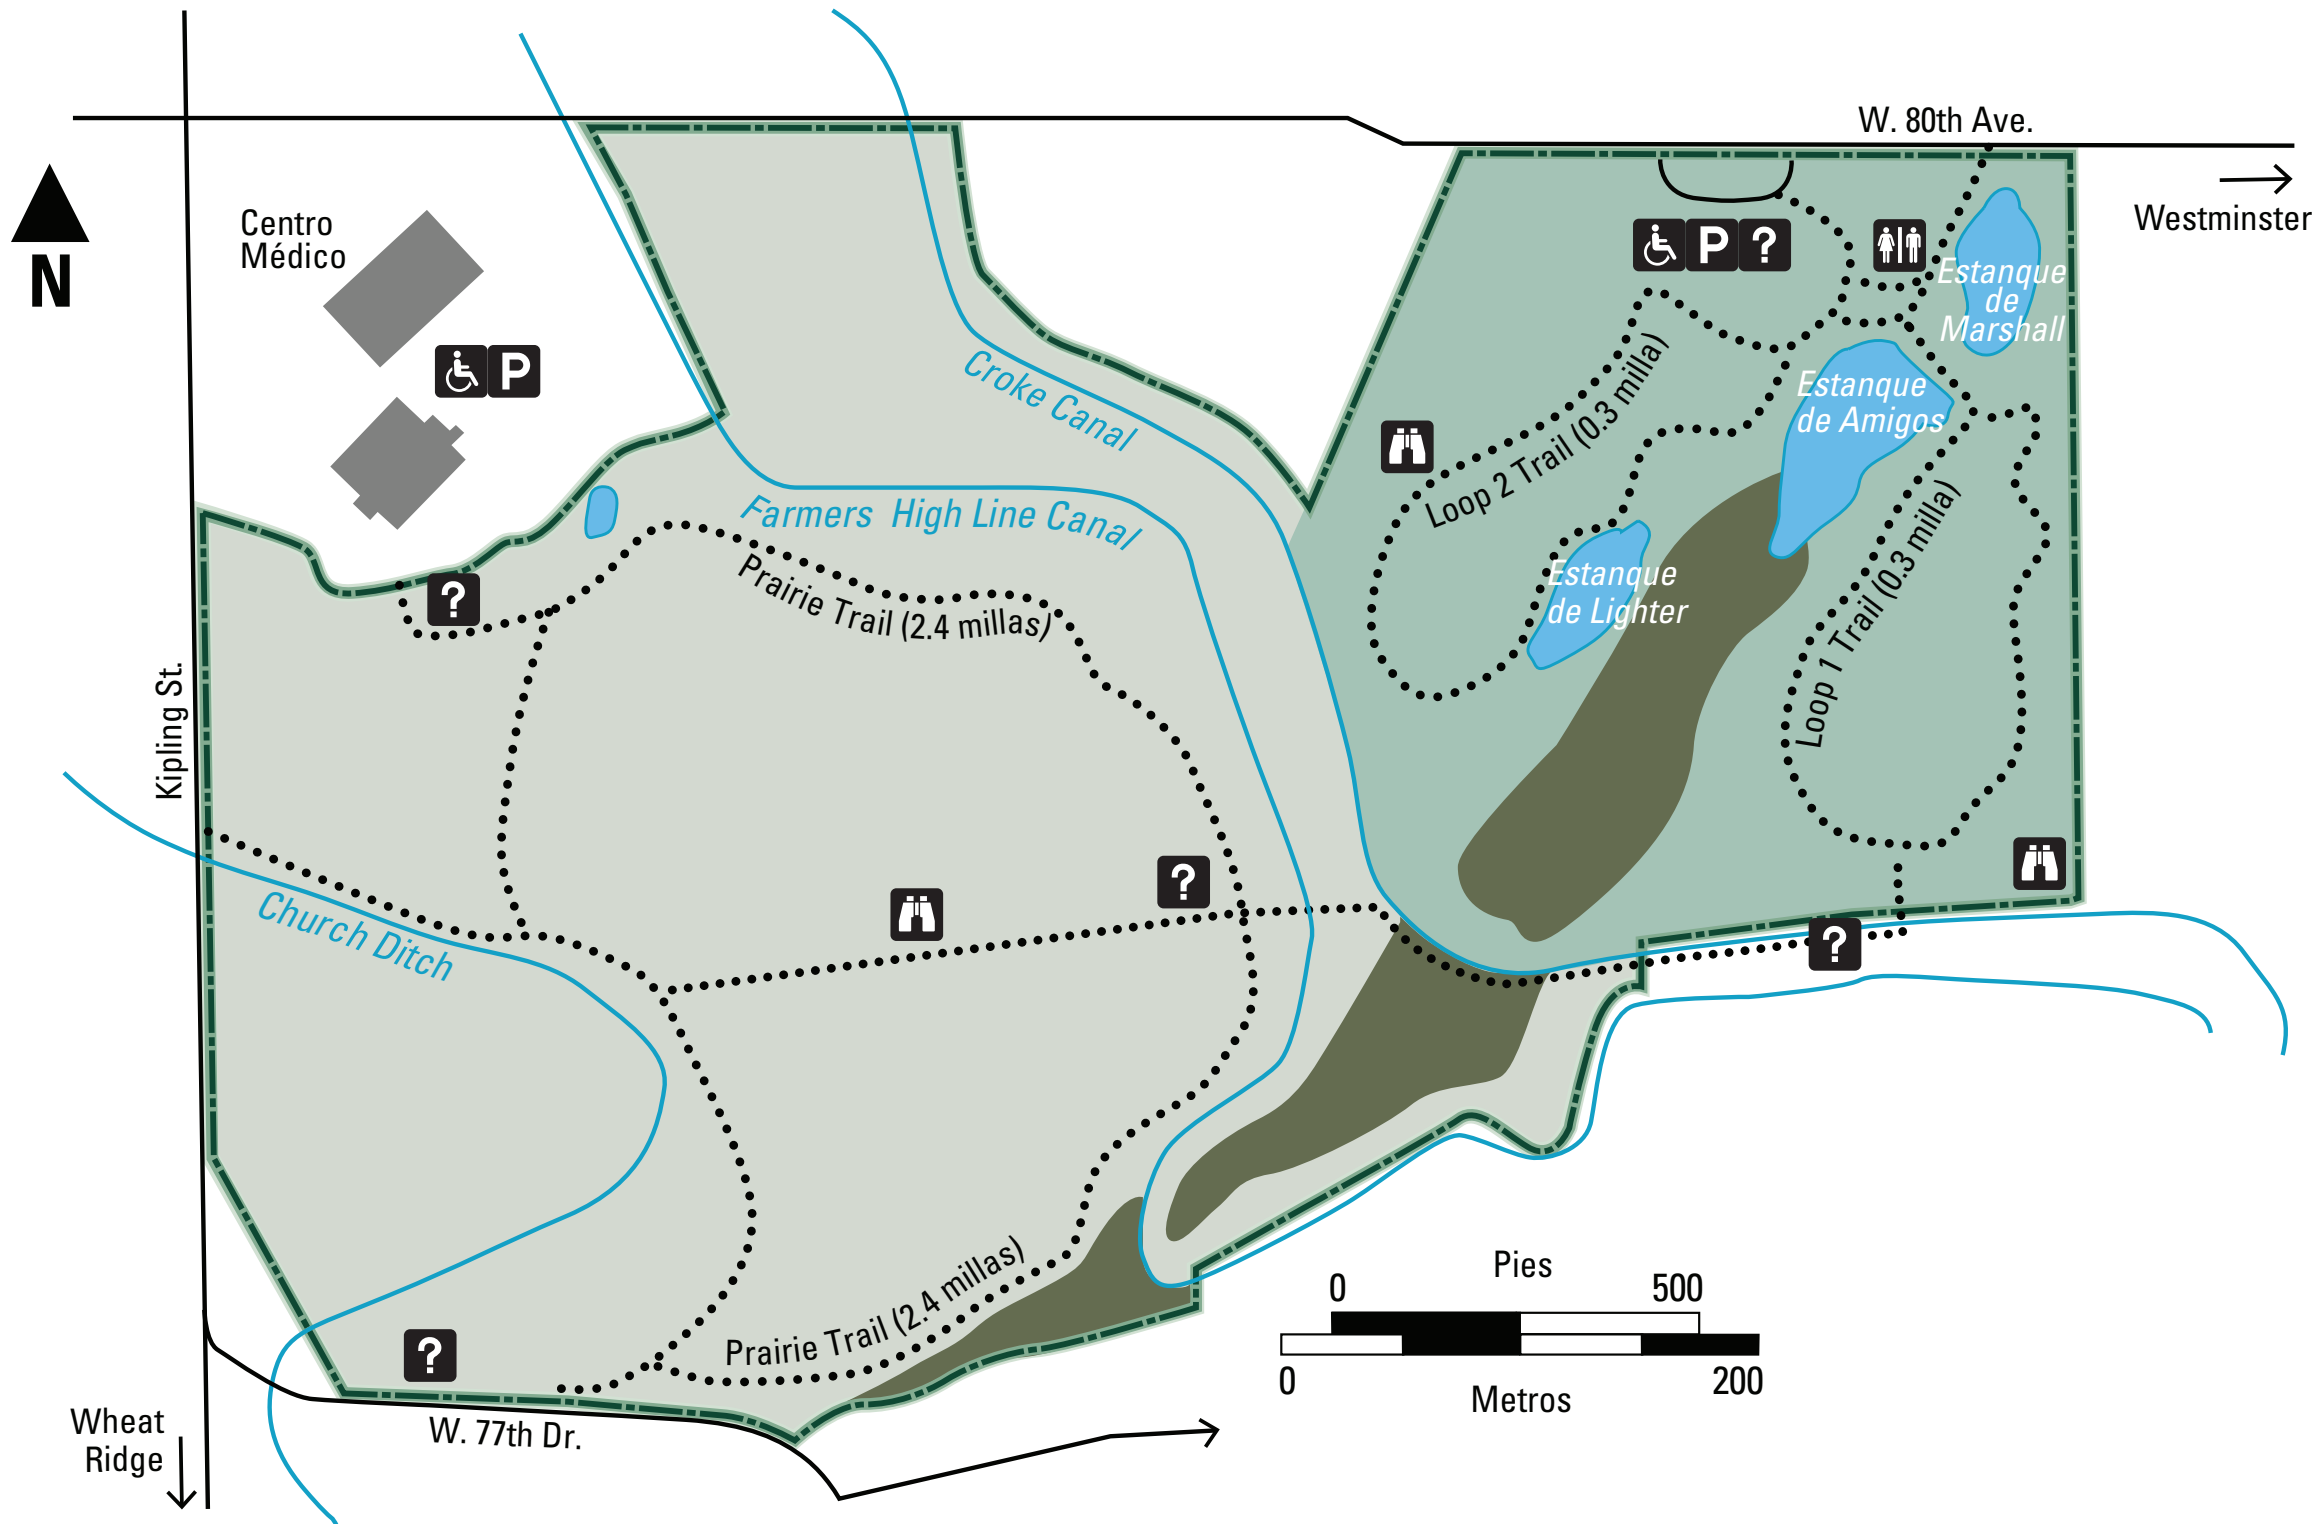 W. 80th Ave.
Westminster
N
Centro
Médico
P
P
?
Estanque
de
Marshall
Croke Canal
Estanque
de Amigos
Loop 2 Trail (0.3 milla)
Farmers High Line Canal
Prairie Trail (2.4 millas)
?
Estanque
de Lighter
Loop 1 Trail (0.3 milla)
Kipling St.
Church Ditch
?
?
Prairie Trail (2.4 millas)
?
W. 77th Dr.
Wheat
Ridge
Pies
0 500
0 200
Metros